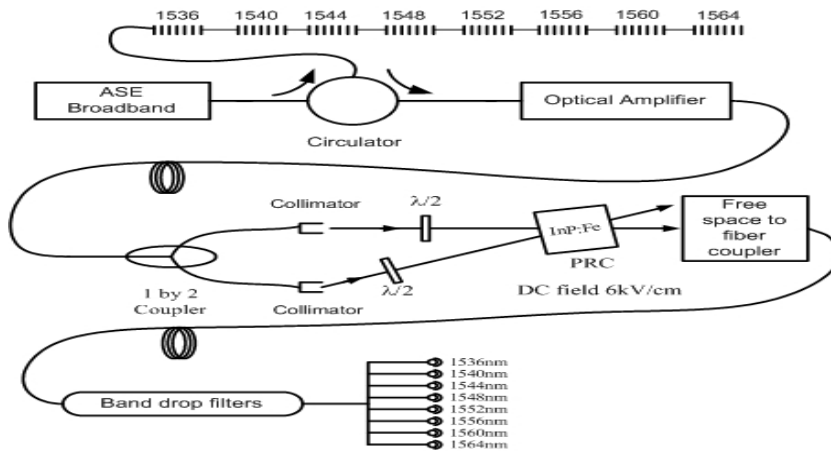 1536 1540 1544 1548 1552 1556 1560 1564
ASE
Broadband
Optical Amplifier
Circulator
Collimator
λ/2
InP:Fe
Free
space to
fiber
coupler
PRC
λ/2
1 by 2
Coupler
Collimator
DC field 6kV/cm
Band drop filters
1536nm
1540nm
1544nm
1548nm
1552nm
1556nm
1560nm
1564nm